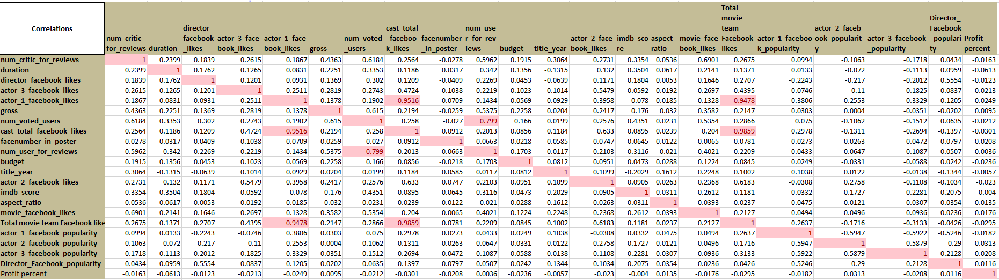 Correlations
num_critic_for_reviews duration director_facebook_likes actor_3_facebook_likes actor_1_facebook_likes gross num_voted_users cast_total_facebook_likes facenumber_in_poster num_user_for_reviews budget title_year actor_2_facebook_likes imdb_score aspect_ratio movie_facebook_likes Total movie team Facebook likes actor_1_facebook_popularity actor_2_facebook_popularity actor_3_facebook_popularity Director_Facebook_popularity Profit percent
num_critic_for_reviews 1 0.2399 0.1839 0.2615 0.1867 0.4363 0.6184 0.2564 -0.0278 0.5962 0.1915 0.3064 0.2731 0.3354 0.0536 0.6901 0.2675 0.0994 -0.1063 -0.1718 0.0434 -0.0163
duration 0.2399 1 0.1762 0.1265 0.0831 0.2251 0.3353 0.1186 0.0317 0.342 0.1356 -0.1315 0.132 0.3504 0.0617 0.2141 0.1371 0.0133 -0.072 -0.1113 0.0959 -0.0613
director_facebook_likes 0.1839 0.1762 1 0.1201 0.0931 0.1369 0.302 0.1209 -0.0409 0.2269 0.0453 -0.0639 0.1171 0.1804 0.0053 0.1646 0.2707 -0.2243 -0.217 -0.2012 0.5554 -0.0123
actor_3_facebook_likes 0.2615 0.1265 0.1201 1 0.2511 0.2819 0.2743 0.4724 0.1038 0.2219 0.1023 0.1014 0.5479 0.0592 0.0192 0.2697 0.4395 -0.0746 0.11 0.1825 -0.0837 -0.0213
actor_1_facebook_likes 0.1867 0.0831 0.0931 0.2511 1 0.1378 0.1902 0.9516 0.0709 0.1434 0.0569 0.0929 0.3958 0.078 0.0185 0.1328 0.9478 0.3806 -0.2553 -0.3329 -0.1205 -0.0249
gross 0.4363 0.2251 0.1369 0.2819 0.1378 1 0.615 0.2194 -0.0259 0.5375 0.2258 0.0204 0.2417 0.176 0.032 0.3582 0.2147 0.0303 0.0004 -0.0351 -0.0202 0.0095
num_voted_users 0.6184 0.3353 0.302 0.2743 0.1902 0.615 1 0.258 -0.027 0.799 0.166 0.0199 0.2576 0.4351 0.0231 0.5354 0.2866 0.075 -0.1062 -0.1512 0.0635 -0.0212
cast_total_facebook_likes 0.2564 0.1186 0.1209 0.4724 0.9516 0.2194 0.258 1 0.0912 0.2013 0.0856 0.1184 0.633 0.0895 0.0239 0.204 0.9859 0.2978 -0.1311 -0.2694 -0.1397 -0.0301
facenumber_in_poster -0.0278 0.0317 -0.0409 0.1038 0.0709 -0.0259 -0.027 0.0912 1 -0.0663 -0.0218 0.0585 0.0747 -0.0645 0.0122 0.0065 0.0781 0.0273 0.0263 0.0472 -0.0797 -0.0208
num_user_for_reviews 0.5962 0.342 0.2269 0.2219 0.1434 0.5375 0.799 0.2013 -0.0663 1 0.1703 0.0117 0.2103 0.3116 0.021 0.4021 0.2209 0.0433 -0.0647 -0.1087 0.0507 0.0036
budget 0.1915 0.1356 0.0453 0.1023 0.0569 0.2258 0.166 0.0856 -0.0218 0.1703 1 0.0812 0.0951 0.0473 0.0288 0.1224 0.0845 0.0249 -0.0331 -0.0588 0.0242 -0.0236
title_year 0.3064 -0.1315 -0.0639 0.1014 0.0929 0.0204 0.0199 0.1184 0.0585 0.0117 0.0812 1 0.1099 -0.2029 0.1612 0.2248 0.1002 0.1038 0.0122 -0.0138 -0.1344 -0.0057
actor_2_facebook_likes 0.2731 0.132 0.1171 0.5479 0.3958 0.2417 0.2576 0.633 0.0747 0.2103 0.0951 0.1099 1 0.0905 0.0263 0.2368 0.6183 -0.0308 0.2758 -0.1108 -0.1034 -0.023
imdb_score 0.3354 0.3504 0.1804 0.0592 0.078 0.176 0.4351 0.0895 -0.0645 0.3116 0.0473 -0.2029 0.0905 1 -0.0311 0.2612 0.1181 0.0332 -0.1727 -0.2281 0.2075 -0.004
aspect_ratio 0.0536 0.0617 0.0053 0.0192 0.0185 0.032 0.0231 0.0239 0.0122 0.021 0.0288 0.1612 0.0263 -0.0311 1 0.0393 0.0237 0.0475 -0.0121 -0.0307 -0.0354 0.0135
movie_facebook_likes 0.6901 0.2141 0.1646 0.2697 0.1328 0.3582 0.5354 0.204 0.0065 0.4021 0.1224 0.2248 0.2368 0.2612 0.0393 1 0.2127 0.0494 -0.0496 -0.0936 0.0236 -0.0176
Total movie team Facebook like 0.2675 0.1371 0.2707 0.4395 0.9478 0.2147 0.2866 0.9859 0.0781 0.2209 0.0845 0.1002 0.6183 0.1181 0.0237 0.2127 1 0.2637 -0.1716 -0.3133 -0.0426 -0.0295
actor_1_facebook_popularity 0.0994 0.0133 -0.2243 -0.0746 0.3806 0.0303 0.075 0.2978 0.0273 0.0433 0.0249 0.1038 -0.0308 0.0332 0.0475 0.0494 0.2637 1 -0.5947 -0.5922 -0.5246 -0.0182
actor_2_facebook_popularity -0.1063 -0.072 -0.217 0.11 -0.2553 0.0004 -0.1062 -0.1311 0.0263 -0.0647 -0.0331 0.0122 0.2758 -0.1727 -0.0121 -0.0496 -0.1716 -0.5947 1 0.5879 -0.29 0.0313
actor_3_facebook_popularity -0.1718 -0.1113 -0.2012 0.1825 -0.3329 -0.0351 -0.1512 -0.2694 0.0472 -0.1087 -0.0588 -0.0138 -0.1108 -0.2281 -0.0307 -0.0936 -0.3133 -0.5922 0.5879 1 -0.2128 -0.0208
Director_Facebook_popularity 0.0434 0.0959 0.5554 -0.0837 -0.1205 -0.0202 0.0635 -0.1397 -0.0797 0.0507 0.0242 -0.1344 -0.1034 0.2075 -0.0354 0.0236 -0.0426 -0.5246 -0.29 -0.2128 1 0.0116
Profit percent -0.0163 -0.0613 -0.0123 -0.0213 -0.0249 0.0095 -0.0212 -0.0301 -0.0208 0.0036 -0.0236 -0.0057 -0.023 -0.004 0.0135 -0.0176 -0.0295 -0.0182 0.0313 -0.0208 0.0116 1